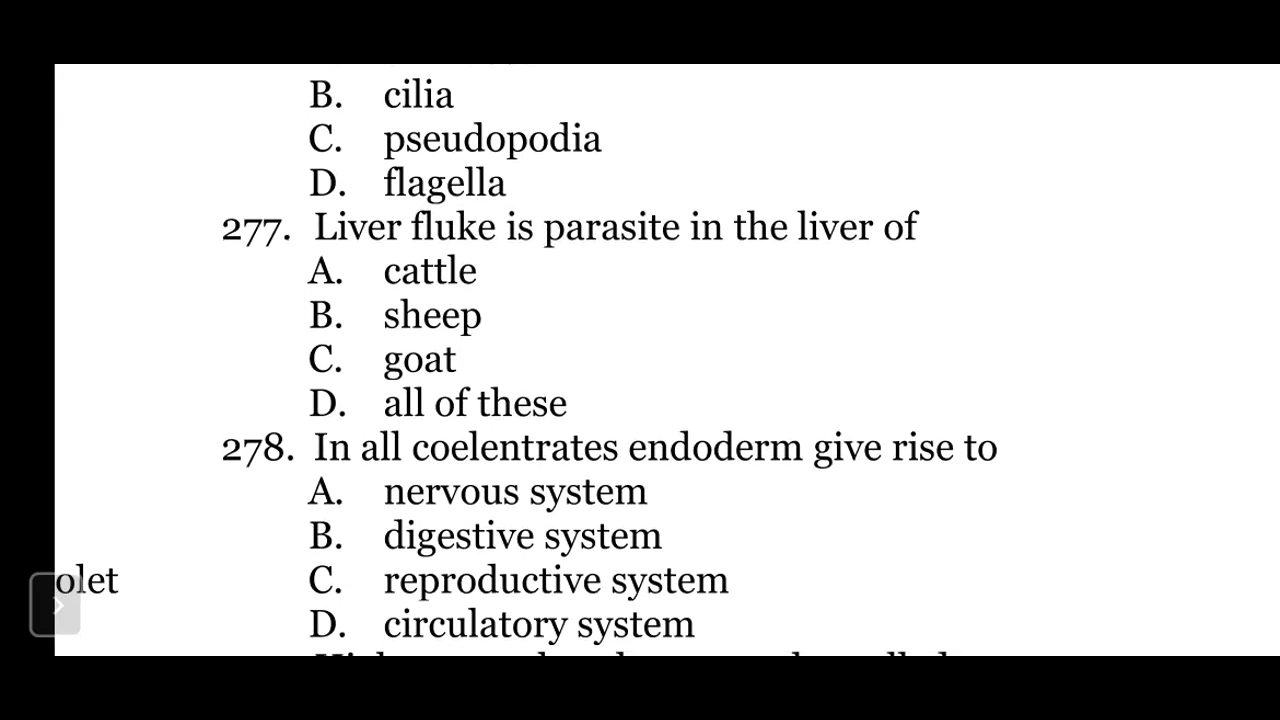 B. cilia
C. pseudopodia
D. flagella
277. Liver fluke is parasite in the liver of
A. cattle
B. sheep
C. goat
D. all of these
278. In all coelentrates endoderm give rise to
A. nervous system
B. digestive system
olet C. reproductive system
D. circulatory system